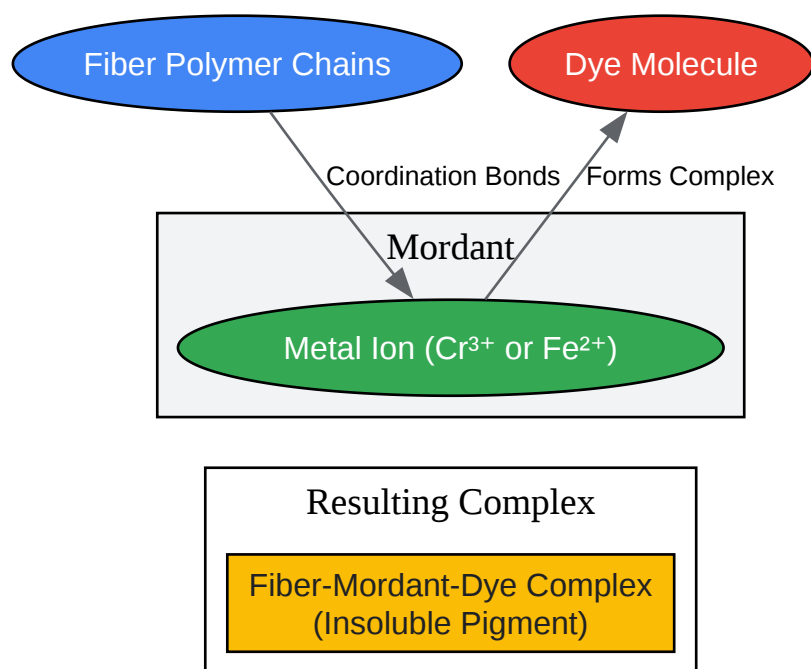 Fiber Polymer Chains
Dye Molecule
Coordination Bonds
Forms Complex
Mordant
Metal Ion (Cr³⁺ or Fe²⁺)
Resulting Complex
Fiber-Mordant-Dye Complex
(Insoluble Pigment)